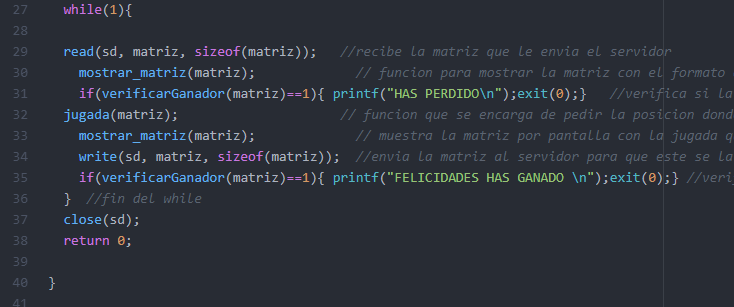 27 while(1){
28
29 read(sd, matriz, sizeof(matriz)); //recibe la matriz que le envia el servidor
30 mostrar_matriz(matriz); // funcion para mostrar la matriz con el formato
31 if(verificarGanador(matriz)==1){ printf("HAS PERDIDO\n");exit(0);} //verifica si la
32 jugada(matriz); // funcion que se encarga de pedir la posicion dond
33 mostrar_matriz(matriz); // muestra la matriz por pantalla con la jugada q
34 write(sd, matriz, sizeof(matriz)); //envia la matriz al servidor para que este se la
35 if(verificarGanador(matriz)==1){ printf("FELICIDADES HAS GANADO \n");exit(0);} //veri
36 } //fin del while
37 close(sd);
38 return 0;
39
40 }
41